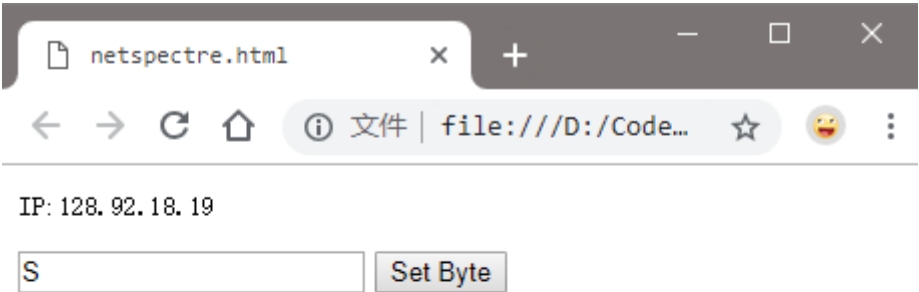 netspectre.html
文件 | file:///D:/Code…
IP: 128.92.18.19
S Set Byte